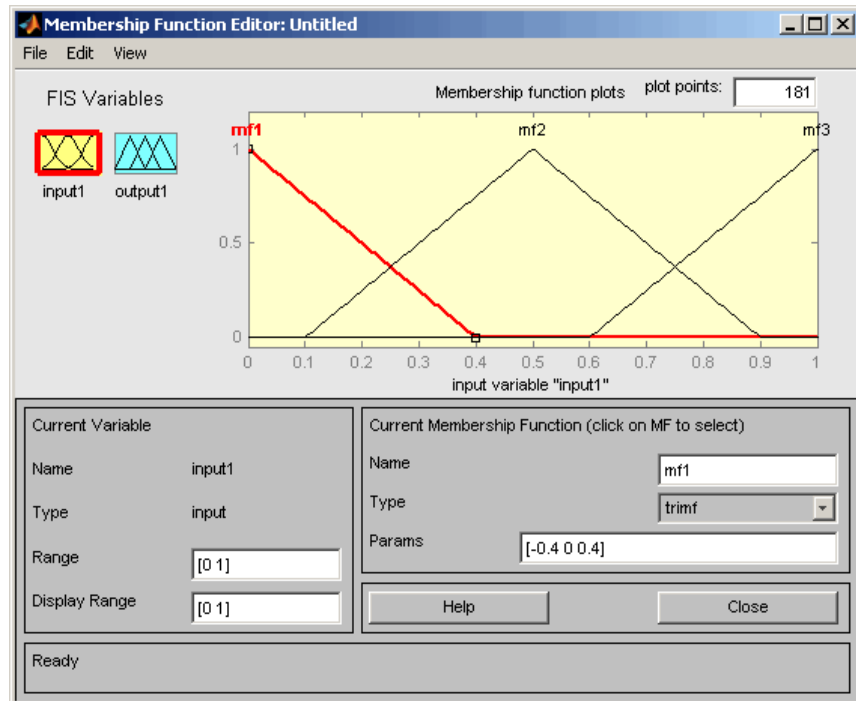 Membership Function Editor: Untitled
File Edit View
FIS Variables
Membership function plots
plot points: 181
input1 output1
mf1 mf2 mf3
1
0.5
0
0 0.1 0.2 0.3 0.4 0.5 0.6 0.7 0.8 0.9 1
input variable "input1"
Current Variable
Name input1
Type input
Range [0 1]
Display Range [0 1]
Current Membership Function (click on MF to select)
Name mf1
Type trimf
Params [-0.4 0 0.4]
Help Close
Ready